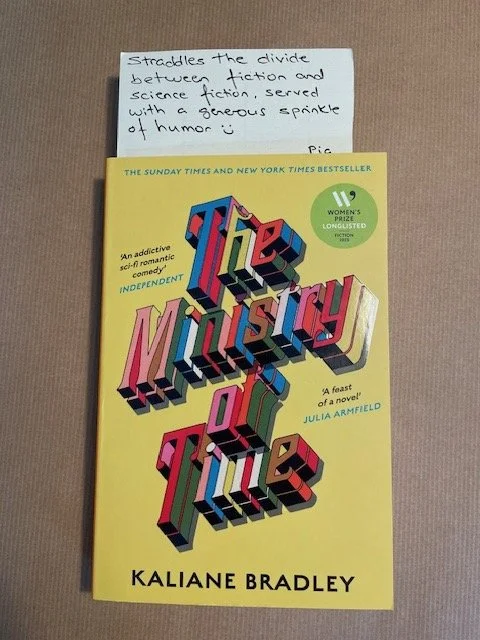 Straddles the divide
between fiction and
science fiction, served
with a generous sprinkle
of humor
Pia
THE SUNDAY TIMES AND NEW YORK TIMES BESTSELLER
W'
WOMEN'S
PRIZE
LONGLISTED
FICTION
2025
The
'An addictive
sci-fi romantic
comedy'
INDEPENDENT
Ministry
of
'A feast
of a novel'
JULIA ARMFIELD
Time
KALIANE BRADLEY